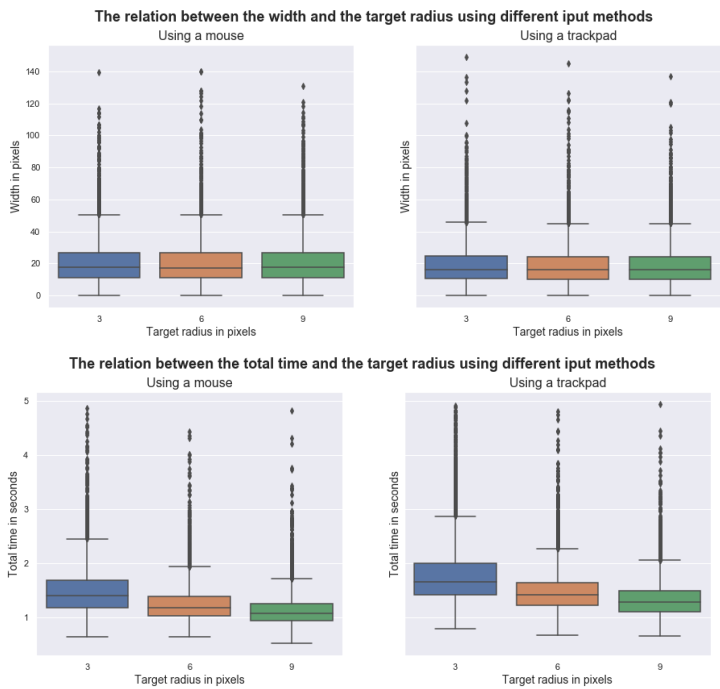 The relation between the width and the target radius using different iput methods
Using a mouse
Using a trackpad
140
120
100
80
60
40
20
0
Width in pixels
Width in pixels
3 6 9
3 6 9
Target radius in pixels
Target radius in pixels
The relation between the total time and the target radius using different iput methods
Using a mouse
Using a trackpad
5
4
3
2
1
Total time in seconds
Total time in seconds
3 6 9
3 6 9
Target radius in pixels
Target radius in pixels